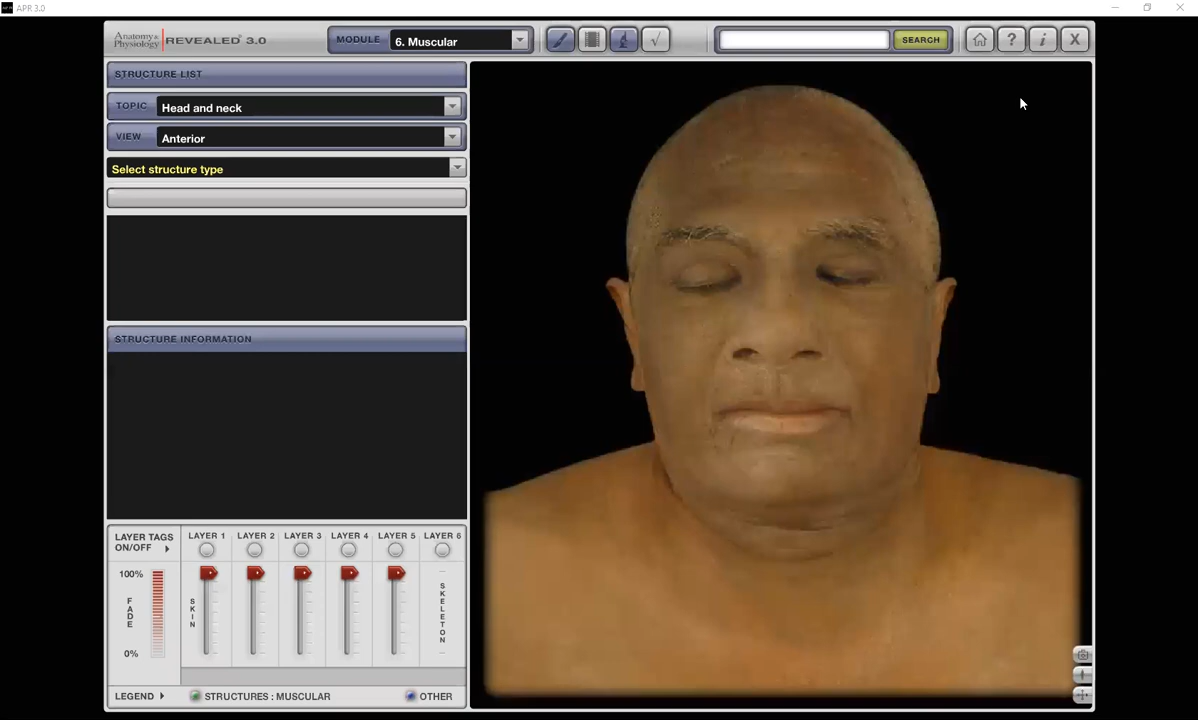 APR 3.0
Anatomy & Physiology REVEALED® 3.0
MODULE 6. Muscular
√
SEARCH
? i X
STRUCTURE LIST
TOPIC Head and neck
VIEW Anterior
Select structure type
STRUCTURE INFORMATION
LAYER TAGS ON/OFF
LAYER 1 LAYER 2 LAYER 3 LAYER 4 LAYER 5 LAYER 6
100%
FADE
0%
SKIN
SKELETON
LEGEND
STRUCTURES : MUSCULAR
OTHER